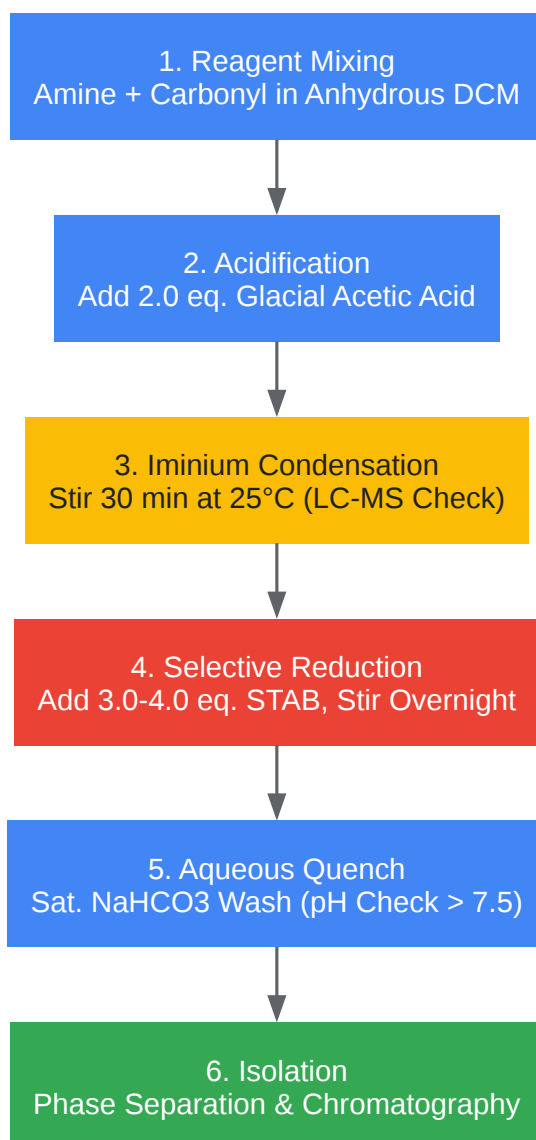 1. Reagent Mixing
Amine + Carbonyl in Anhydrous DCM
2. Acidification
Add 2.0 eq. Glacial Acetic Acid
3. Iminium Condensation
Stir 30 min at 25°C (LC-MS Check)
4. Selective Reduction
Add 3.0-4.0 eq. STAB, Stir Overnight
5. Aqueous Quench
Sat. NaHCO3 Wash (pH Check > 7.5)
6. Isolation
Phase Separation & Chromatography